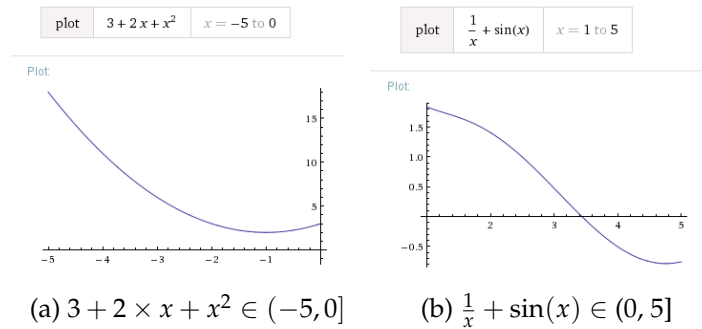 plot 3 + 2 x + x² x = −5 to 0
Plot:
15
10
5
−5 −4 −3 −2 −1
(a) 3 + 2 × x + x² ∈ (−5, 0]
plot 1/x + sin(x) x = 1 to 5
Plot:
1.5
1.0
0.5
2 3 4 5
−0.5
(b) 1/x + sin(x) ∈ (0, 5]